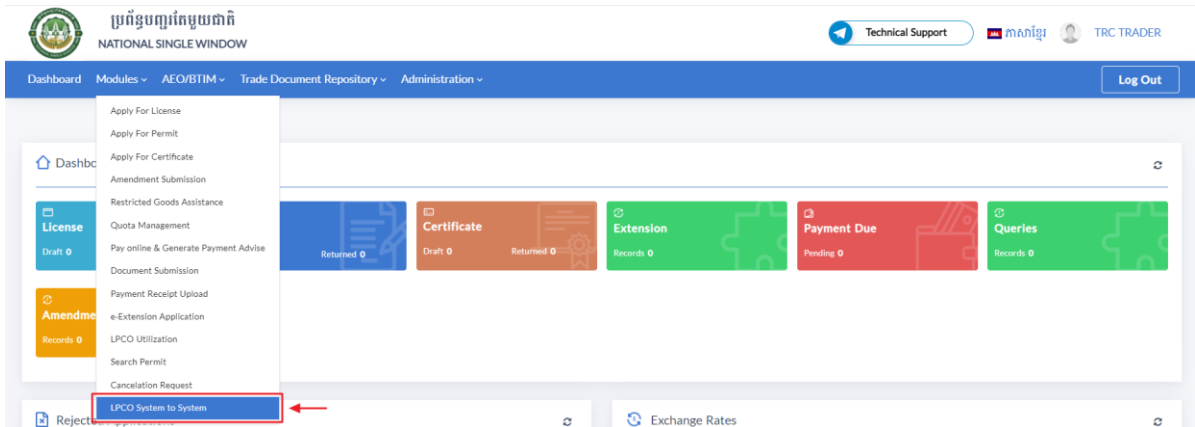 ប្រព័ន្ធបញ្ជរតែមួយជាតិ
NATIONAL SINGLE WINDOW
Technical Support
ភាសាខ្មែរ
TRC TRADER
Dashboard Modules AEO/BTIM Trade Document Repository Administration
Log Out
Apply For License
Apply For Permit
Apply For Certificate
Amendment Submission
Restricted Goods Assistance
Quota Management
Pay online & Generate Payment Advise
Document Submission
Payment Receipt Upload
e-Extension Application
LPCO Utilization
Search Permit
Cancelation Request
LPCO System to System
Dashbo
License
Draft 0
Returned 0
Certificate
Draft 0 Returned 0
Extension
Records 0
Payment Due
Pending 0
Queries
Records 0
Amendme
Records 0
Exchange Rates